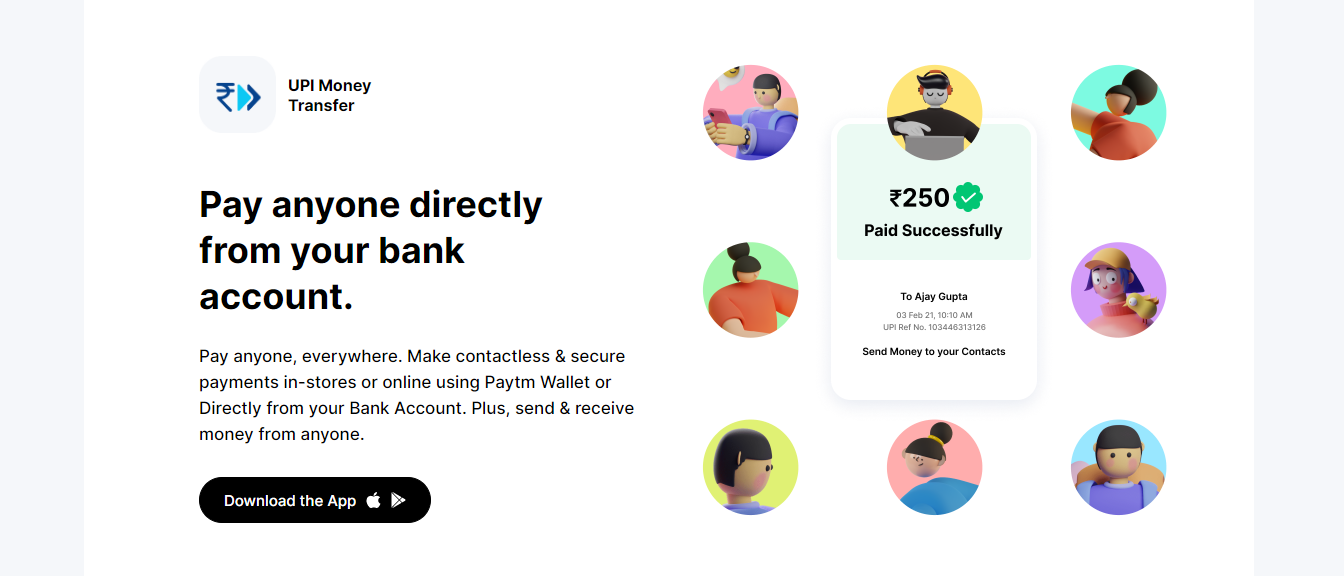 UPI Money
Transfer
Pay anyone directly
from your bank
account.
Pay anyone, everywhere. Make contactless & secure
payments in-stores or online using Paytm Wallet or
Directly from your Bank Account. Plus, send & receive
money from anyone.
Download the App
₹250
Paid Successfully
To Ajay Gupta
03 Feb 21, 10:10 AM
UPI Ref No. 103446313126
Send Money to your Contacts